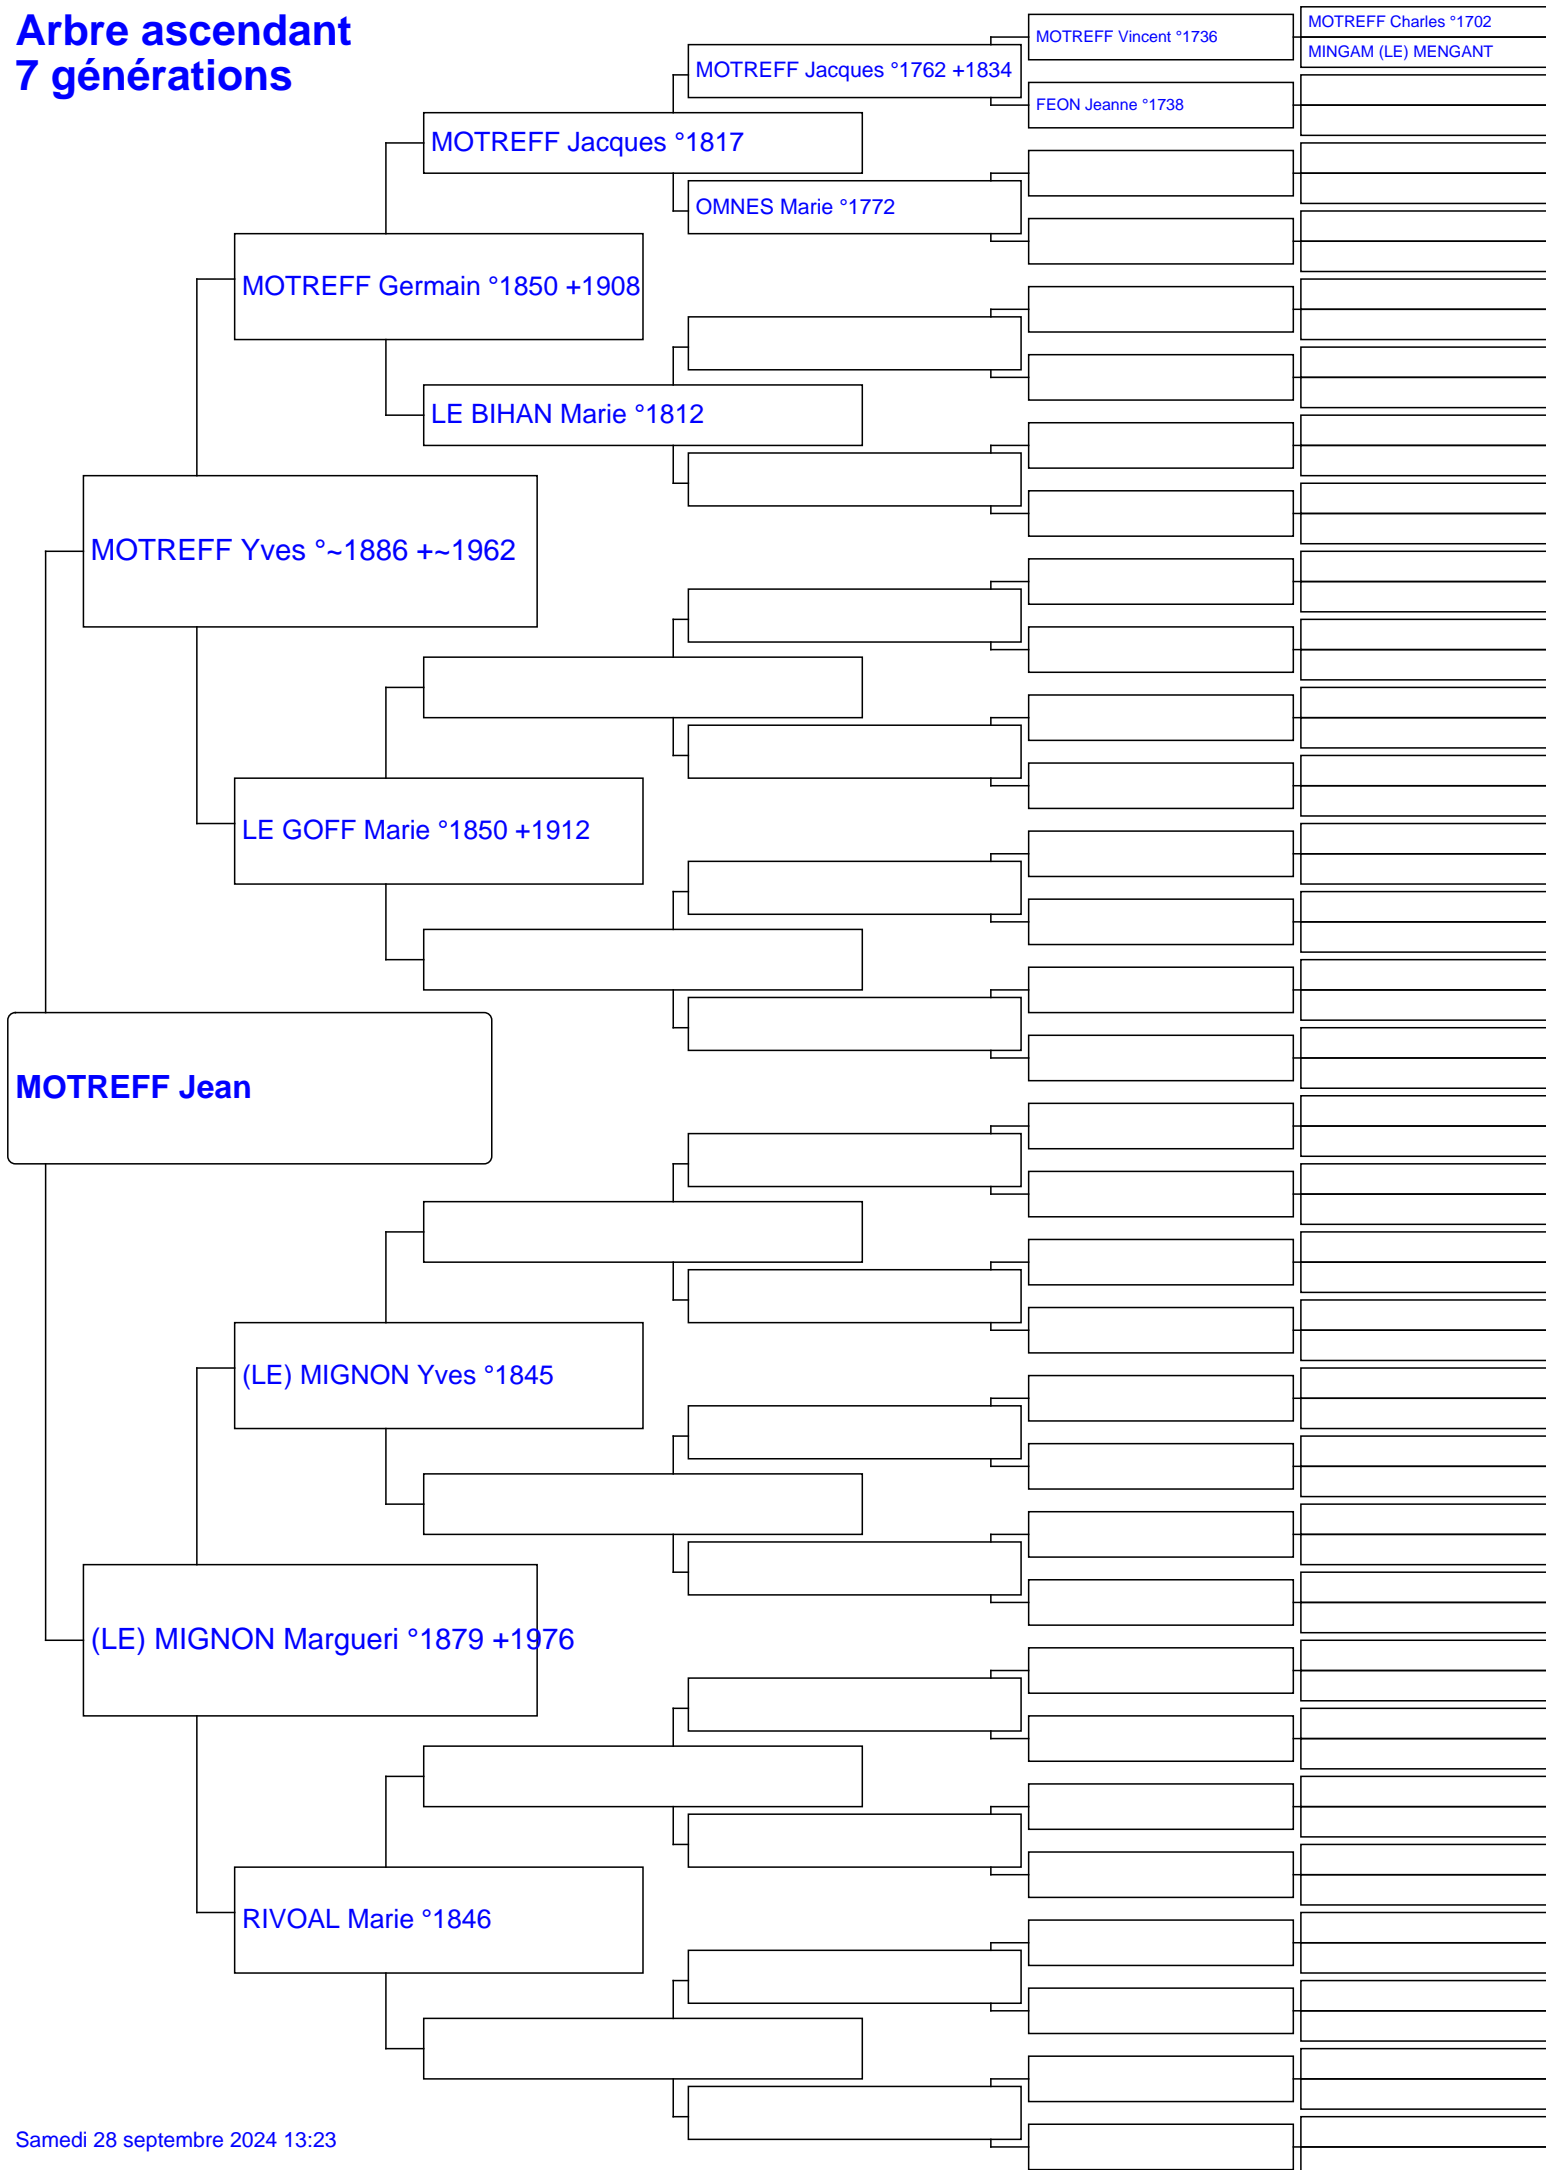 Arbre ascendant
7 générations
MOTREFF Charles °1702
MOTREFF Vincent °1736
MINGAM (LE) MENGANT
MOTREFF Jacques °1762 +1834
FEON Jeanne °1738
MOTREFF Jacques °1817
OMNES Marie °1772
MOTREFF Germain °1850 +1908
LE BIHAN Marie °1812
MOTREFF Yves °~1886 +~1962
LE GOFF Marie °1850 +1912
MOTREFF Jean
(LE) MIGNON Yves °1845
(LE) MIGNON Margueri °1879 +1976
RIVOAL Marie °1846
Samedi 28 septembre 2024 13:23